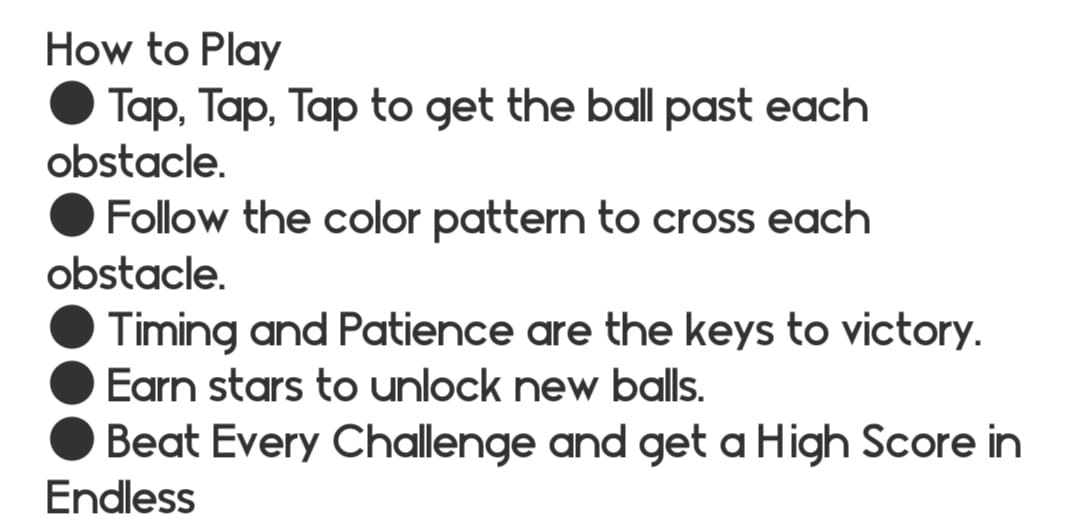 How to Play
● Tap, Tap, Tap to get the ball past each
obstacle.
● Follow the color pattern to cross each
obstacle.
● Timing and Patience are the keys to victory.
● Earn stars to unlock new balls.
● Beat Every Challenge and get a High Score in
Endless